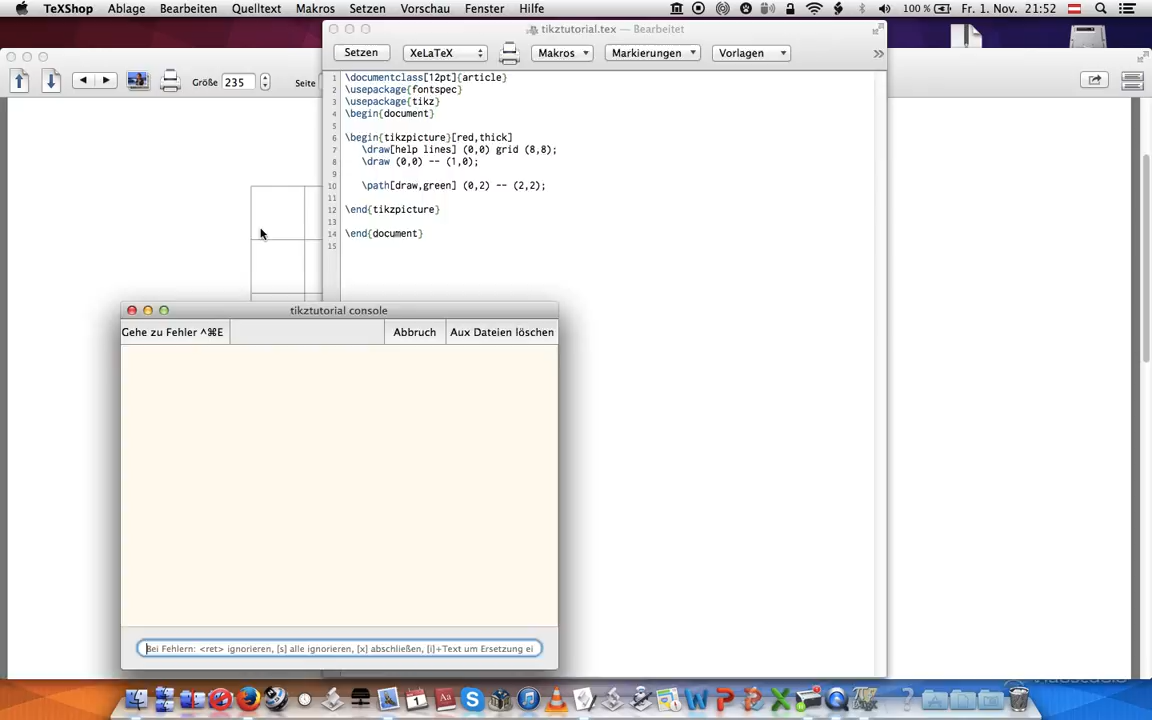 TeXShop Ablage Bearbeiten Quelltext Makros Setzen Vorschau Fenster Hilfe 100 % Fr. 1. Nov. 21:52
tikztutorial.tex — Bearbeitet
Setzen XeLaTeX Makros Markierungen Vorlagen »
Größe 235 Seite
1 \documentclass[12pt]{article}
2 \usepackage{fontspec}
3 \usepackage{tikz}
4 \begin{document}
5
6 \begin{tikzpicture}[red,thick]
7 \draw[help lines] (0,0) grid (8,8);
8 \draw (0,0) -- (1,0);
9
10 \path[draw,green] (0,2) -- (2,2);
11
12 \end{tikzpicture}
13
14 \end{document}
15
tikztutorial console
Gehe zu Fehler ^⌘E Abbruch Aux Dateien löschen
Bei Fehlern: <ret> ignorieren, [s] alle ignorieren, [x] abschließen, [i]+Text um Ersetzung ei